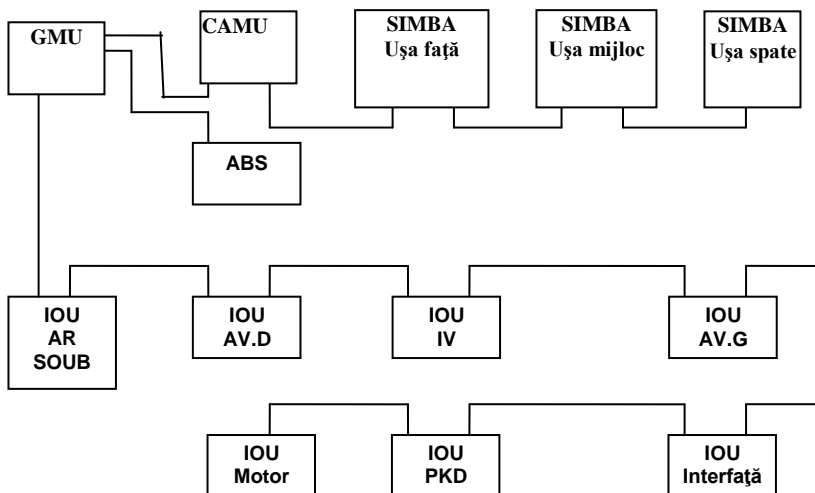 GMU
CAMU
SIMBA
Uşa faţă
SIMBA
Uşa mijloc
SIMBA
Uşa spate
ABS
IOU
AR
SOUB
IOU
AV.D
IOU
IV
IOU
AV.G
IOU
Motor
IOU
PKD
IOU
Interfaţă